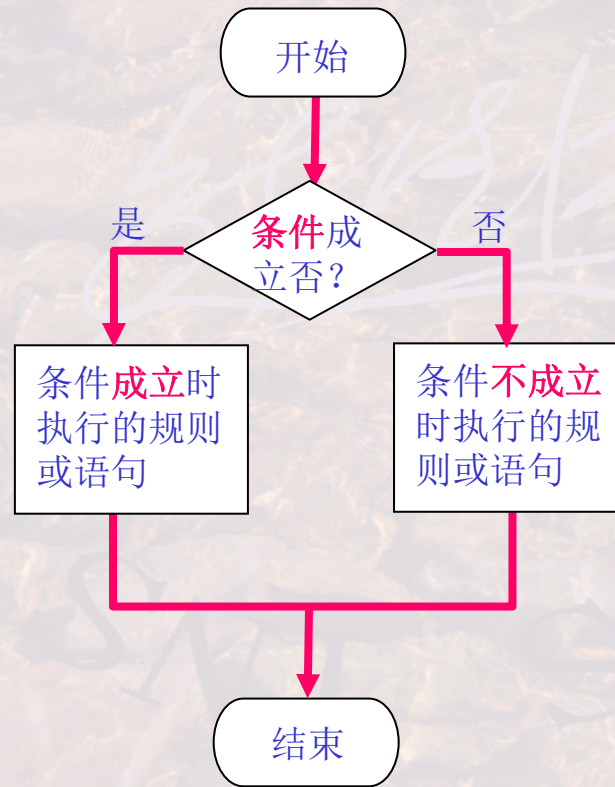 开始
是
条件成
立否？
否
条件成立时
执行的规则
或语句
条件不成立
时执行的规
则或语句
结束